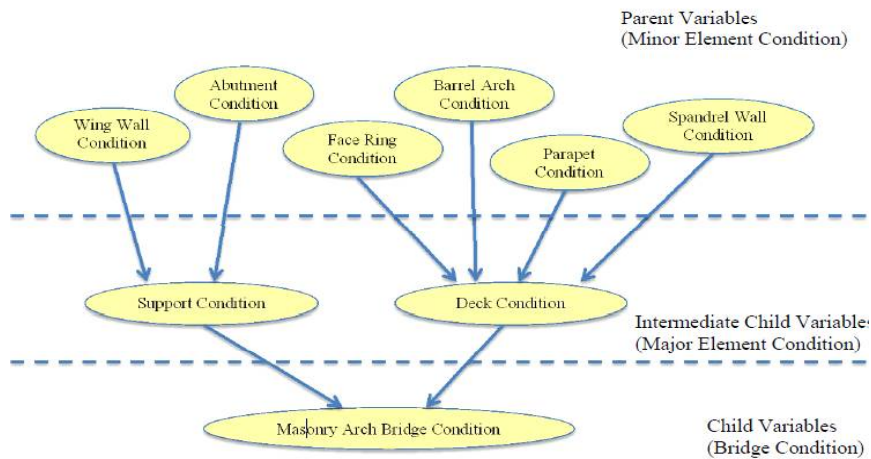 Parent Variables
(Minor Element Condition)
Abutment
Condition
Barrel Arch
Condition
Wing Wall
Condition
Face Ring
Condition
Spandrel Wall
Condition
Parapet
Condition
Support Condition
Deck Condition
Intermediate Child Variables
(Major Element Condition)
Masonry Arch Bridge Condition
Child Variables
(Bridge Condition)